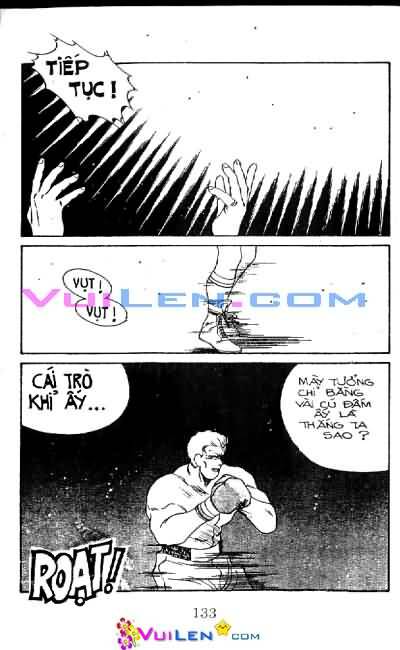 TIẾP
TỤC!
VỤT!
VỤT!
VUILEN.COM
CÁI TRÒ
KHỈ ẤY...
MÀY TƯỞNG
CHỈ BẰNG
VÀI CÚ ĐẤM
ẤY LÀ
THẮNG TA
SAO?
ROẠT!
133
VUILEN.COM